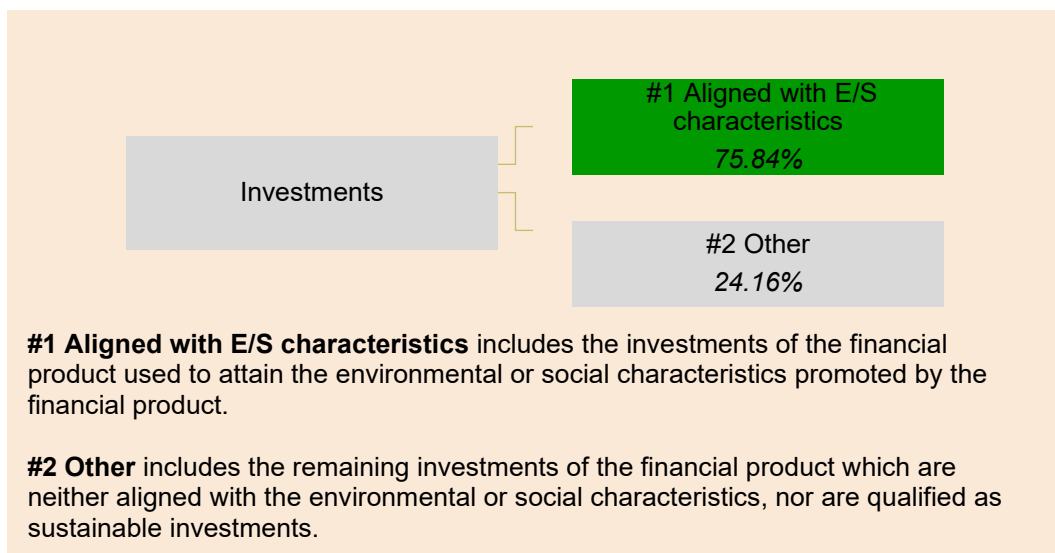 #1 Aligned with E/S
characteristics
75.84%
Investments
#2 Other
24.16%
#1 Aligned with E/S characteristics includes the investments of the financial
product used to attain the environmental or social characteristics promoted by the
financial product.
#2 Other includes the remaining investments of the financial product which are
neither aligned with the environmental or social characteristics, nor are qualified as
sustainable investments.